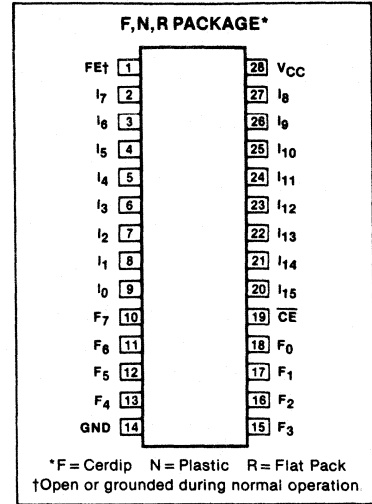 F,N,R PACKAGE*
FE† 1 28 VCC
I7 2 27 I8
I6 3 26 I9
I5 4 25 I10
I4 5 24 I11
I3 6 23 I12
I2 7 22 I13
I1 8 21 I14
I0 9 20 I15
F7 10 19 C̅E̅
F6 11 18 F0
F5 12 17 F1
F4 13 16 F2
GND 14 15 F3
*F = Cerdip N = Plastic R = Flat Pack
†Open or grounded during normal operation.